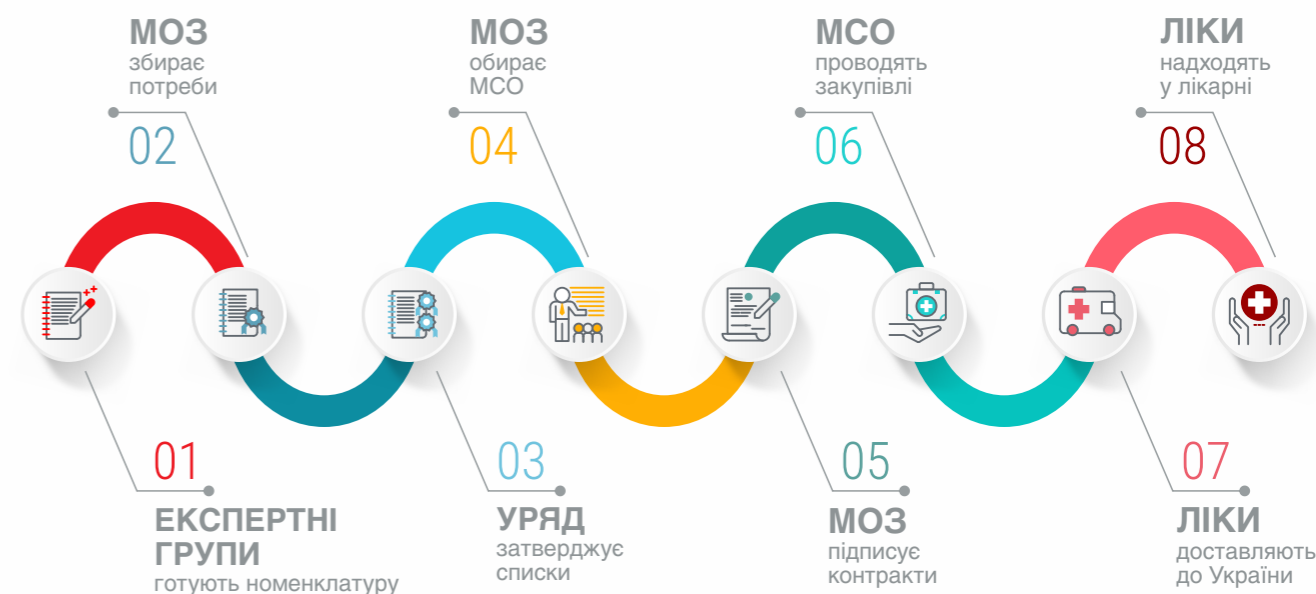 МОЗ
збирає
потреби
02
МОЗ
обирає
МСО
04
МСО
проводять
закупівлі
06
ЛІКИ
надходять
у лікарні
08
01
ЕКСПЕРТНІ
ГРУПИ
готують номенклатуру
03
УРЯД
затверджує
списки
05
МОЗ
підписує
контракти
07
ЛІКИ
доставляють
до України